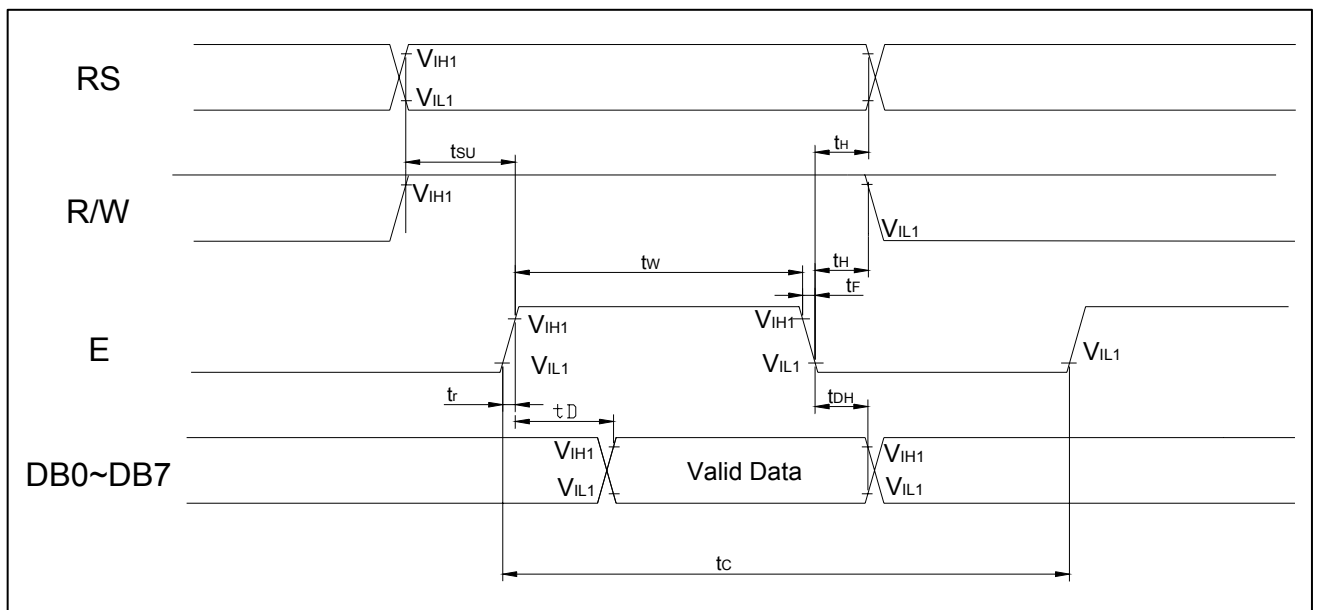 RS
VIH1
VIL1
tSU
tH
R/W
VIH1
VIL1
tW
tH
tF
E
VIH1
VIH1
VIL1
VIL1
VIL1
tr
tD
tDH
DB0~DB7
VIH1
VIL1
Valid Data
VIH1
VIL1
tC